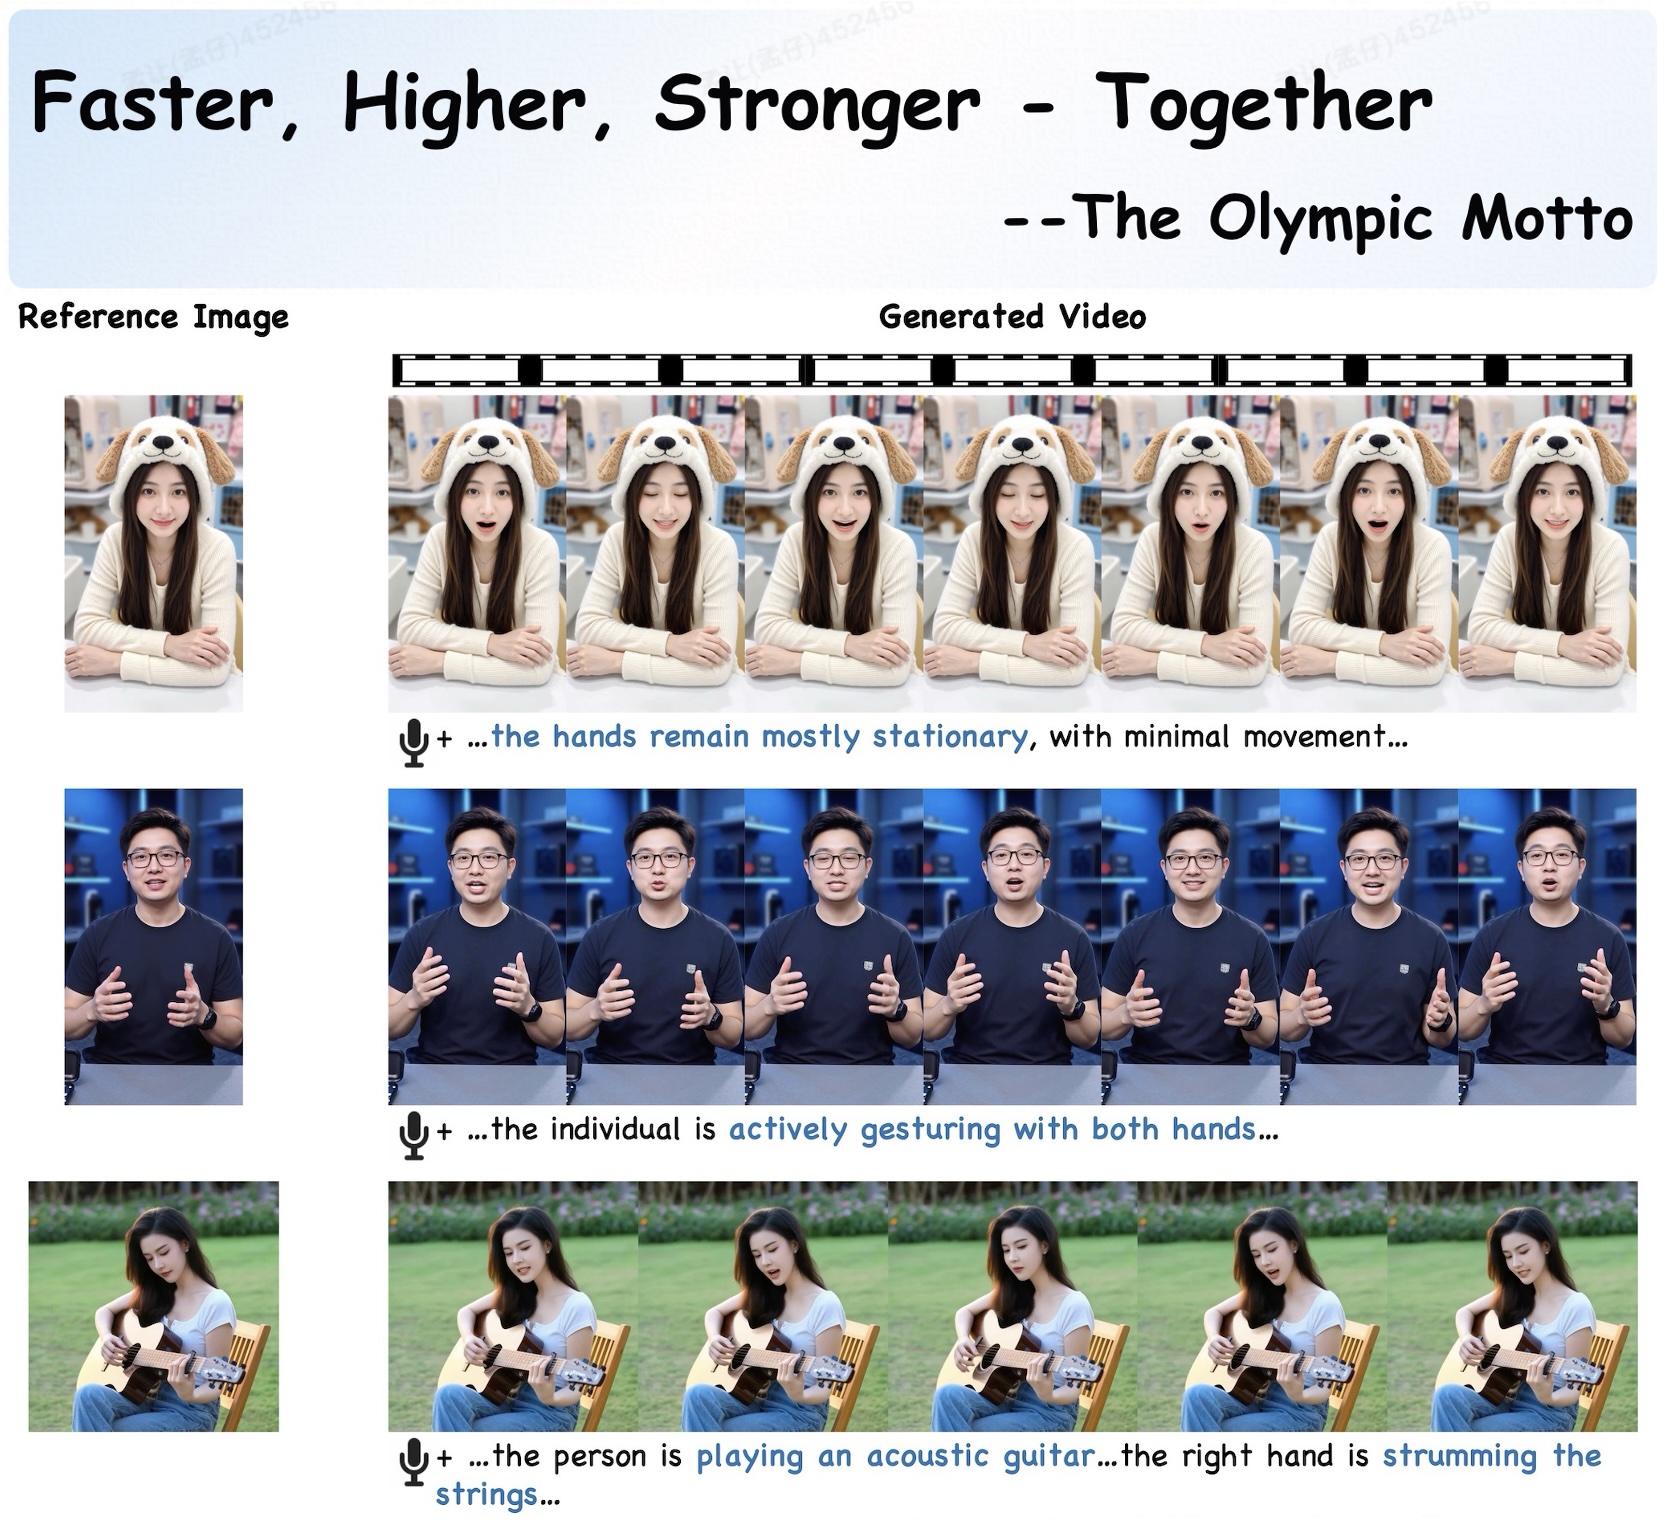 Faster, Higher, Stronger - Together
--The Olympic Motto
Reference Image
Generated Video
+ ...the hands remain mostly stationary, with minimal movement...
+ ...the individual is actively gesturing with both hands...
+ ...the person is playing an acoustic guitar...the right hand is strumming the
strings...